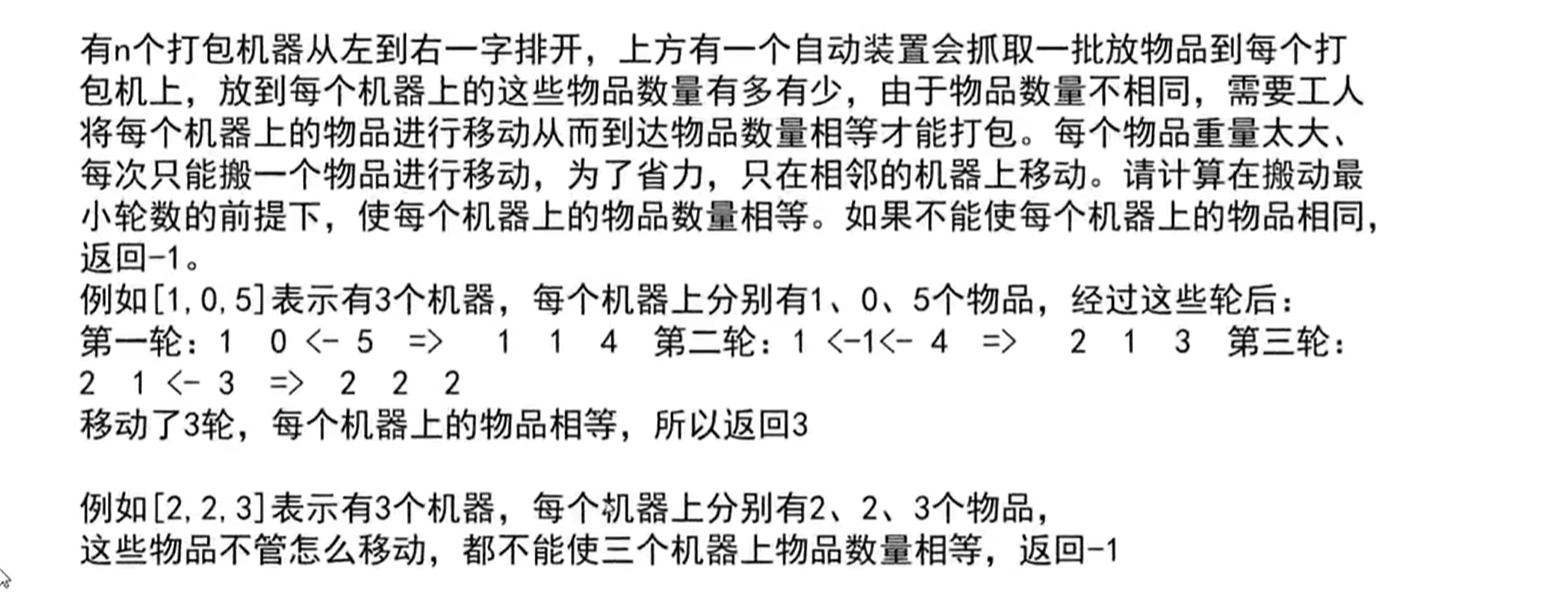 有n个打包机器从左到右一字排开，上方有一个自动装置会抓取一批放物品到每个打
包机上，放到每个机器上的这些物品数量有多有少，由于物品数量不相同，需要工人
将每个机器上的物品进行移动从而到达物品数量相等才能打包。每个物品重量太大、
每次只能搬一个物品进行移动，为了省力，只在相邻的机器上移动。请计算在搬动最
小轮数的前提下，使每个机器上的物品数量相等。如果不能使每个机器上的物品相同，
返回-1。
例如[1,0,5]表示有3个机器，每个机器上分别有1、0、5个物品，经过这些轮后：
第一轮：1 0 <- 5 => 1 1 4 第二轮：1 <-1<- 4 => 2 1 3 第三轮：
2 1 <- 3 => 2 2 2
移动了3轮，每个机器上的物品相等，所以返回3
例如[2,2,3]表示有3个机器，每个机器上分别有2、2、3个物品，
这些物品不管怎么移动，都不能使三个机器上物品数量相等，返回-1